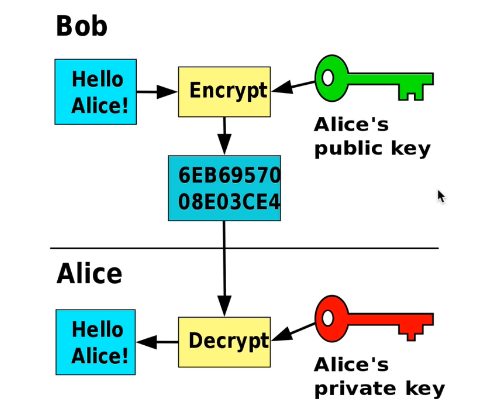 Bob
Hello
Alice!
Encrypt
Alice's
public key
6EB69570
08E03CE4
Alice
Hello
Alice!
Decrypt
Alice's
private key